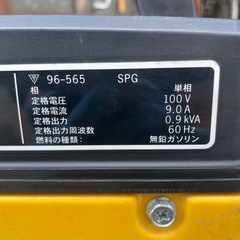 96-565 SPG
相 単相
定格電圧 100 V
定格電流 9.0 A
定格出力 0.9 kVA
定格出力周波数 60 Hz
燃料の種類: 無鉛ガソリン